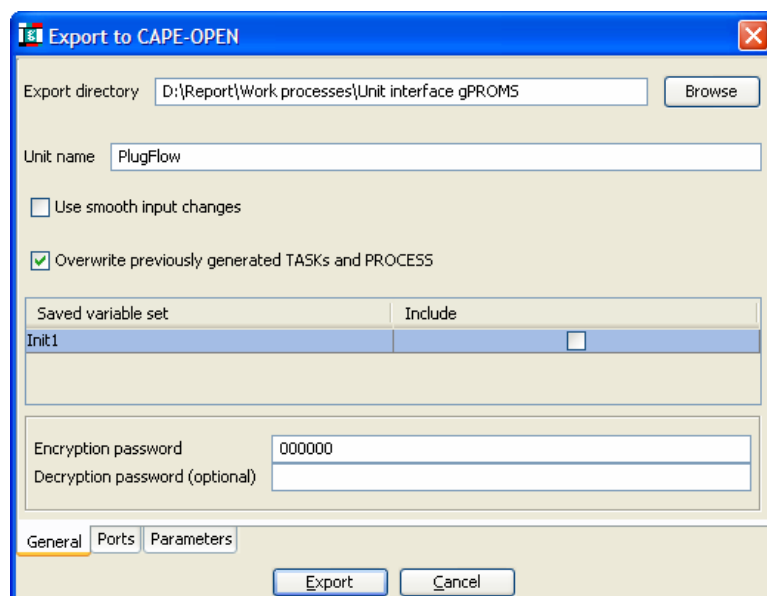 Export to CAPE-OPEN
Export directory D:\Report\Work processes\Unit interface gPROMS Browse
Unit name PlugFlow
Use smooth input changes
Overwrite previously generated TASKs and PROCESS
Saved variable set Include
Init1
Encryption password 000000
Decryption password (optional)
General Ports Parameters
Export Cancel